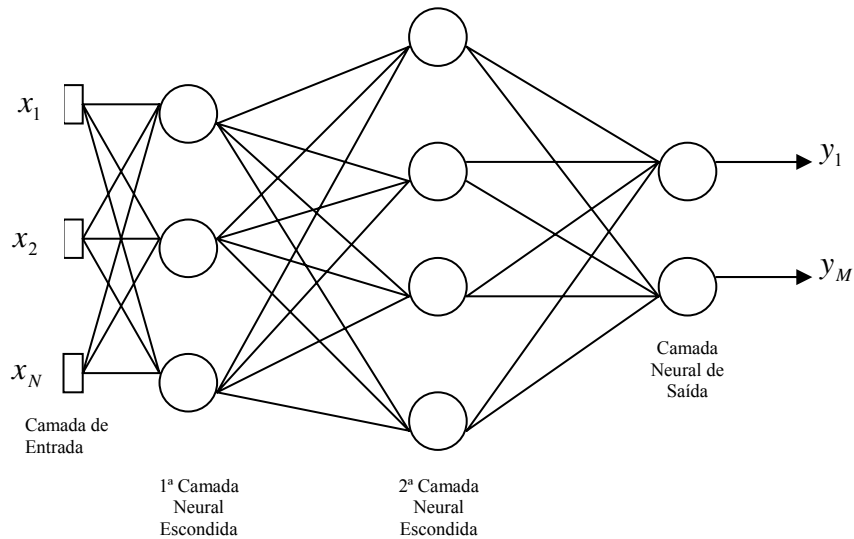 x1
x2
xN
y1
yM
Camada de
Entrada
1ª Camada
Neural
Escondida
2ª Camada
Neural
Escondida
Camada
Neural de
Saída